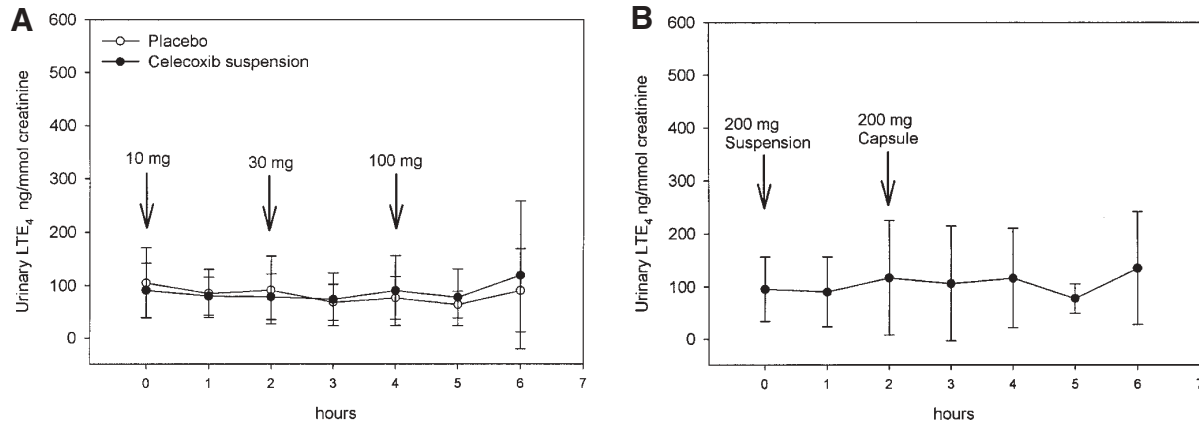 A
Urinary LTE4 ng/mmol creatinine
600
500
400
300
200
100
0
Placebo
Celecoxib suspension
10 mg
30 mg
100 mg
0 1 2 3 4 5 6 7
hours
B
Urinary LTE4 ng/mmol creatinine
600
500
400
300
200
100
0
200 mg
Suspension
200 mg
Capsule
0 1 2 3 4 5 6 7
hours